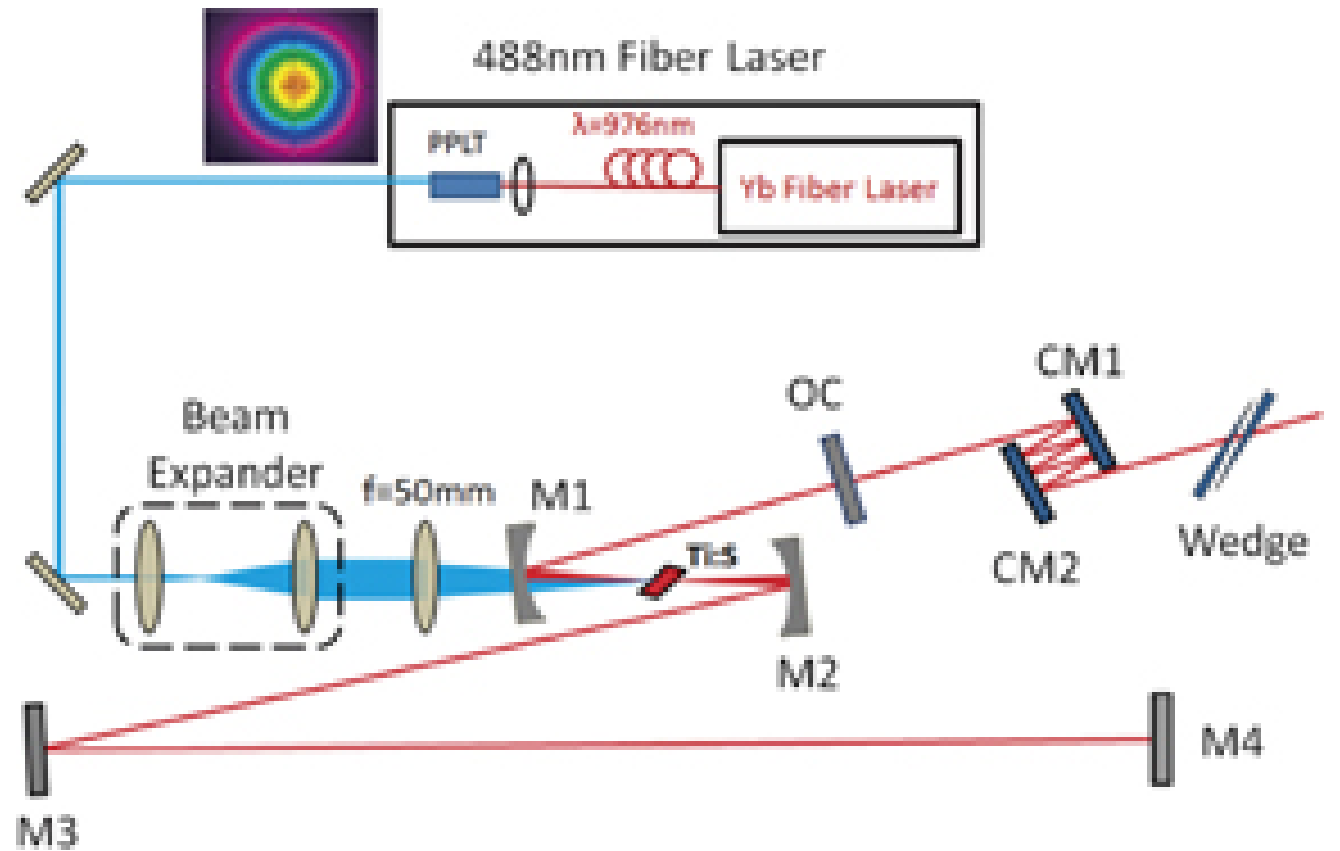 488nm Fiber Laser
λ=976nm
PPLT
Yb Fiber Laser
CM1
OC
Beam
Expander
f=50mm
M1
Ti:S
CM2
Wedge
M2
M4
M3